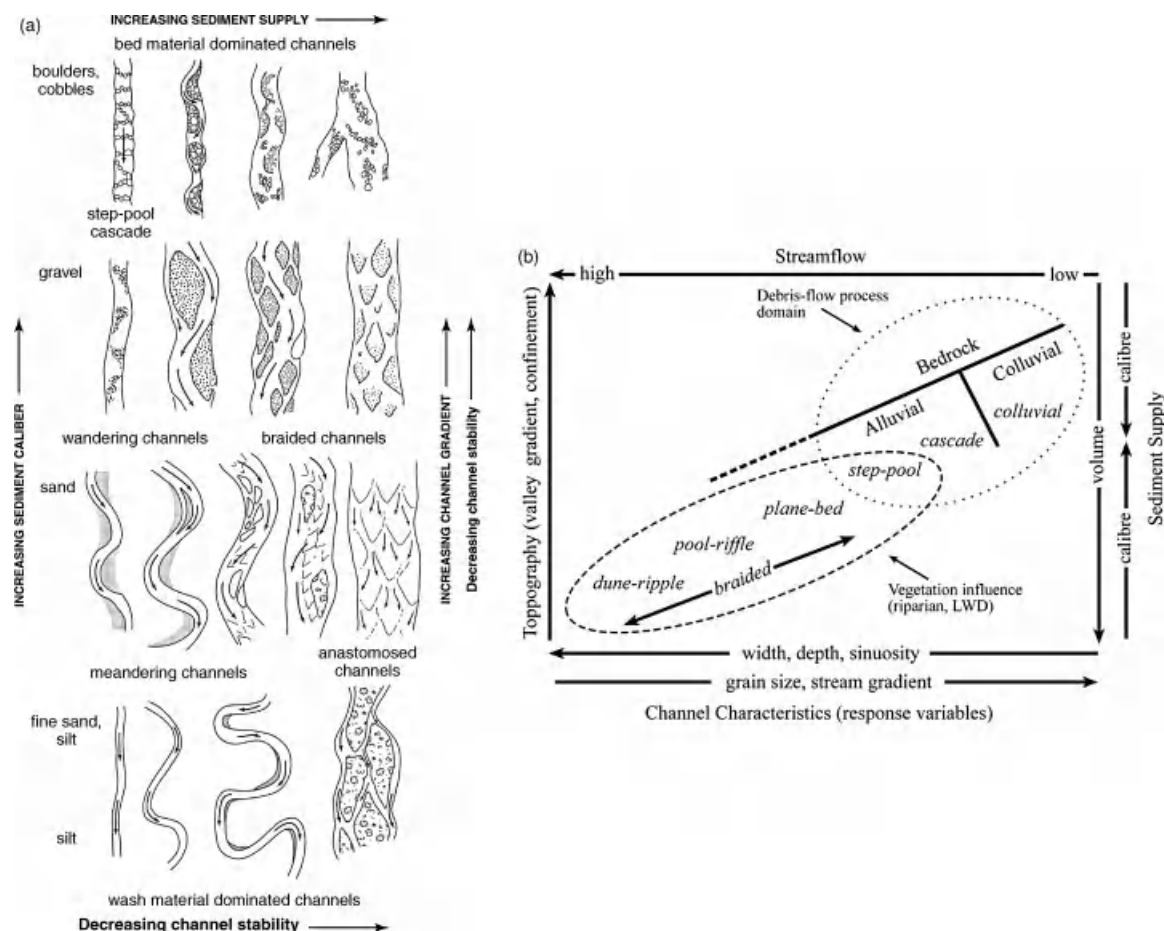 (a)
INCREASING SEDIMENT SUPPLY
bed material dominated channels
boulders,
cobbles
step-pool
cascade
gravel
wandering channels
braided channels
sand
meandering channels
anastomosed
channels
fine sand,
silt
silt
wash material dominated channels
Decreasing channel stability
INCREASING SEDIMENT CALIBER
INCREASING CHANNEL GRADIENT
Decreasing channel stability
(b)
Streamflow
high
low
Debris-flow process
domain
Bedrock
Colluvial
Alluvial
colluvial
cascade
step-pool
plane-bed
pool-riffle
dune-ripple
braided
Vegetation influence
(riparian, LWD)
Toppography (valley gradient, confinement)
volume
calibre
calibre
Sediment Supply
width, depth, sinuosity
grain size, stream gradient
Channel Characteristics (response variables)